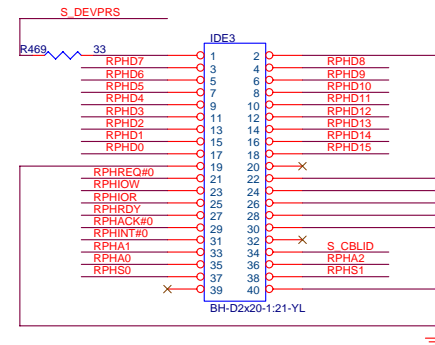 S_DEVPRS
R469 33 IDE3
1 2
RPHD7 3 4 RPHD8
RPHD6 5 6 RPHD9
RPHD5 7 8 RPHD10
RPHD4 9 10 RPHD11
RPHD3 11 12 RPHD12
RPHD2 13 14 RPHD13
RPHD1 15 16 RPHD14
RPHD0 17 18 RPHD15
19 20
RPHREQ#0 21 22
RPHIOW 23 24
RPHIOR 25 26
RPHRDY 27 28
RPHACK#0 29 30
RPHINT#0 31 32
RPHA1 33 34 S_CBLID
RPHA0 35 36 RPHA2
RPHS0 37 38 RPHS1
39 40
BH-D2x20-1:21-YL